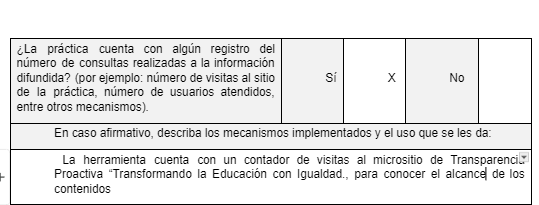 ¿La práctica cuenta con algún registro del
número de consultas realizadas a la información
difundida? (por ejemplo: número de visitas al sitio
de la práctica, número de usuarios atendidos,
entre otros mecanismos).
Sí
X
No
En caso afirmativo, describa los mecanismos implementados y el uso que se les da:
La herramienta cuenta con un contador de visitas al micrositio de Transparencia
Proactiva “Transformando la Educación con Igualdad., para conocer el alcance de los
contenidos